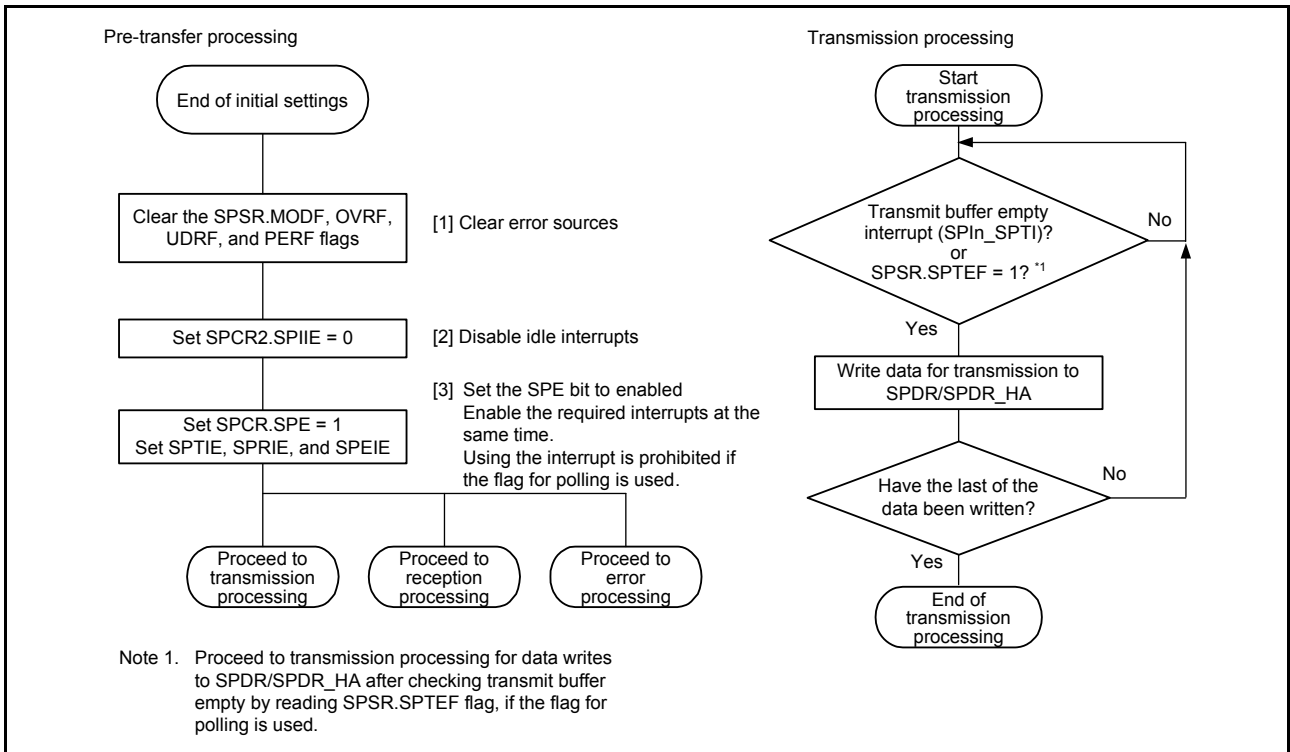 Pre-transfer processing
End of initial settings
Clear the SPSR.MODF, OVRF,
UDRF, and PERF flags
[1] Clear error sources
Set SPCR2.SPIIE = 0
[2] Disable idle interrupts
Set SPCR.SPE = 1
Set SPTIE, SPRIE, and SPEIE
[3] Set the SPE bit to enabled
Enable the required interrupts at the
same time.
Using the interrupt is prohibited if
the flag for polling is used.
Proceed to
transmission
processing
Proceed to
reception
processing
Proceed to
error
processing
Note 1. Proceed to transmission processing for data writes
to SPDR/SPDR_HA after checking transmit buffer
empty by reading SPSR.SPTEF flag, if the flag for
polling is used.
Transmission processing
Start
transmission
processing
Transmit buffer empty
interrupt (SPIn_SPTI)?
or
SPSR.SPTEF = 1? *1
No
Yes
Write data for transmission to
SPDR/SPDR_HA
Have the last of the
data been written?
No
Yes
End of
transmission
processing